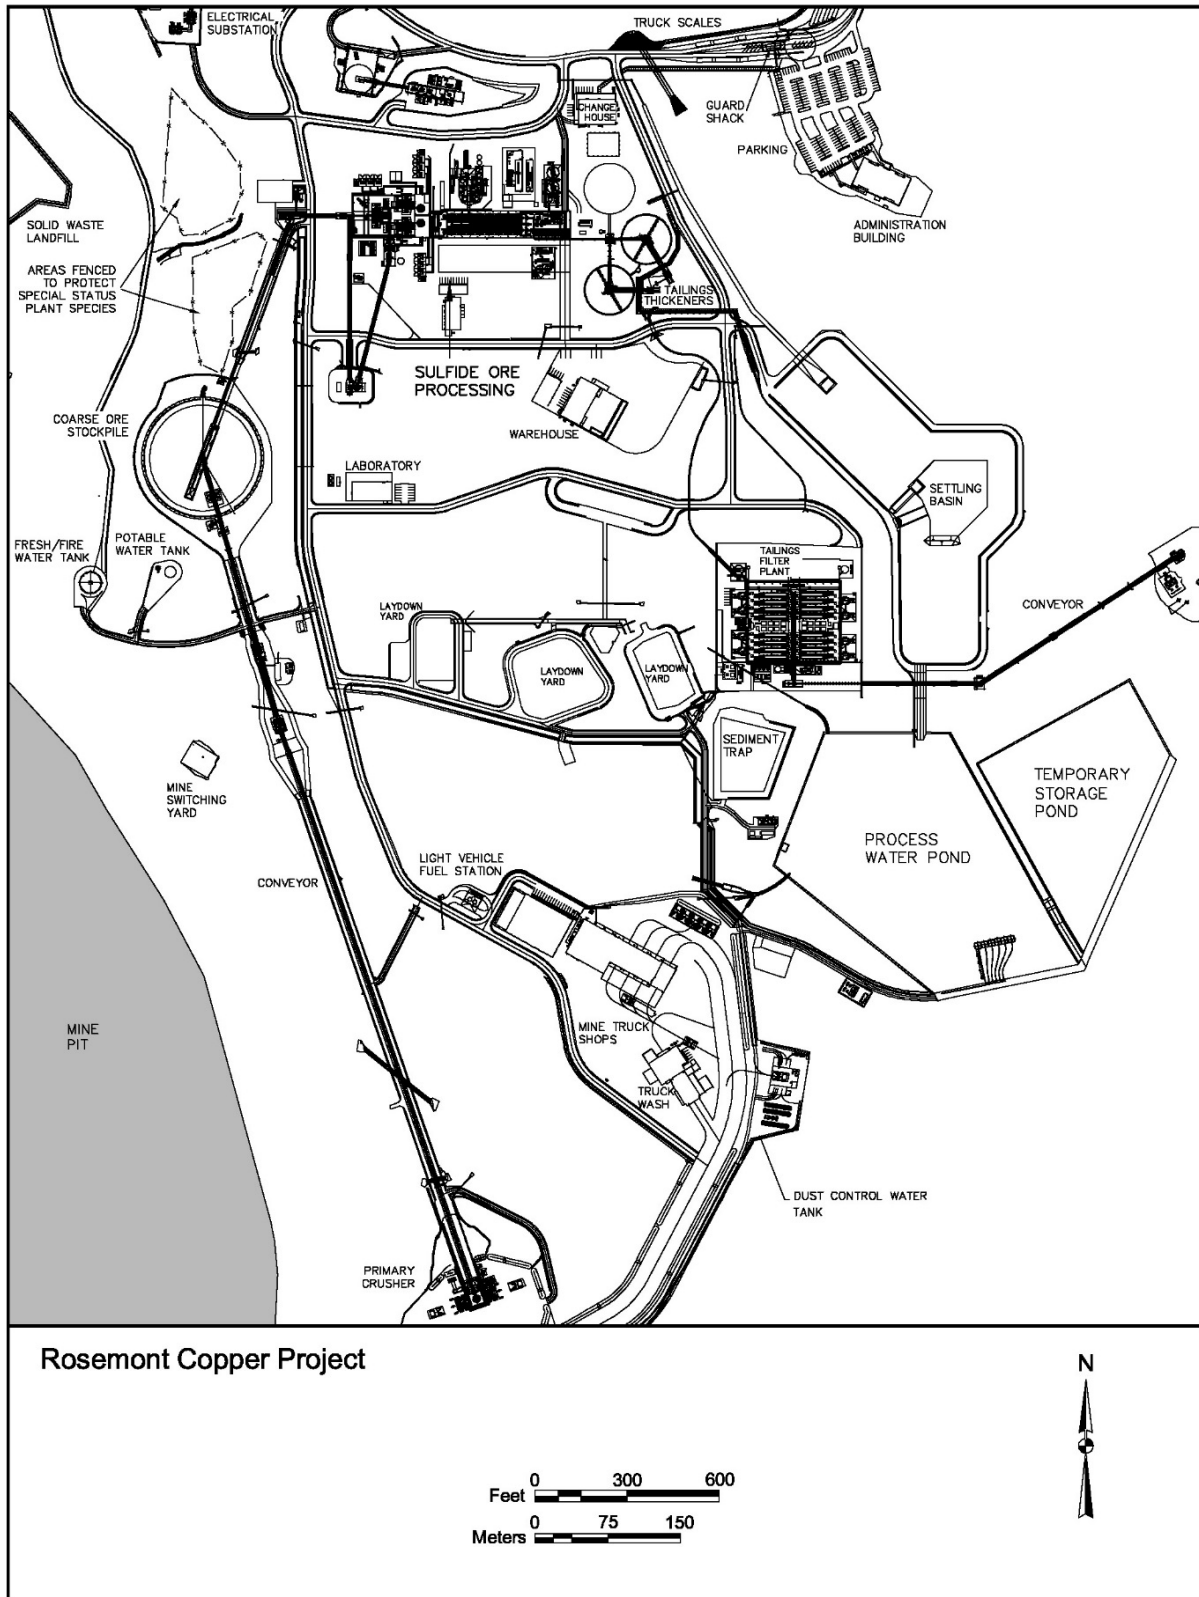 ELECTRICAL
SUBSTATION
TRUCK SCALES
CHANGE
HOUSE
GUARD
SHACK
PARKING
SOLID WASTE
LANDFILL
ADMINISTRATION
BUILDING
AREAS FENCED
TO PROTECT
SPECIAL STATUS
PLANT SPECIES
TAILINGS
THICKENERS
SULFIDE ORE
PROCESSING
COARSE ORE
STOCKPILE
WAREHOUSE
LABORATORY
SETTLING
BASIN
FRESH/FIRE
WATER TANK
POTABLE
WATER TANK
TAILINGS
FILTER
PLANT
CONVEYOR
LAYDOWN
YARD
LAYDOWN
YARD
LAYDOWN
YARD
SEDIMENT
TRAP
MINE
SWITCHING
YARD
TEMPORARY
STORAGE
POND
PROCESS
WATER POND
LIGHT VEHICLE
FUEL STATION
CONVEYOR
MINE
PIT
MINE TRUCK
SHOPS
TRUCK
WASH
DUST CONTROL WATER
TANK
PRIMARY
CRUSHER
Rosemont Copper Project
N
0 300 600
Feet
0 75 150
Meters